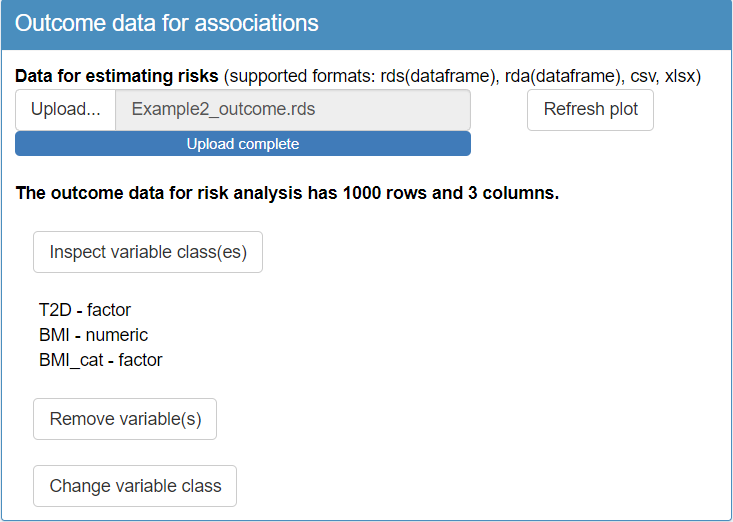 Outcome data for associations
Data for estimating risks (supported formats: rds(dataframe), rda(dataframe), csv, xlsx)
Upload... Example2_outcome.rds Refresh plot
Upload complete
The outcome data for risk analysis has 1000 rows and 3 columns.
Inspect variable class(es)
T2D - factor
BMI - numeric
BMI_cat - factor
Remove variable(s)
Change variable class